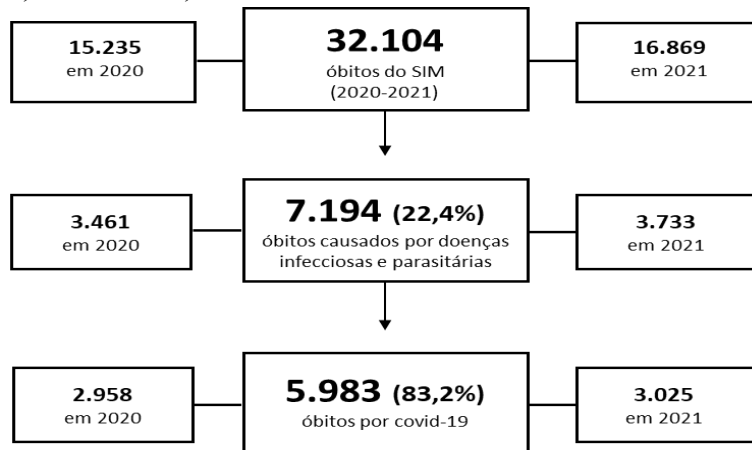 15.235
em 2020
32.104
óbitos do SIM
(2020-2021)
16.869
em 2021
3.461
em 2020
7.194 (22,4%)
óbitos causados por doenças
infecciosas e parasitárias
3.733
em 2021
2.958
em 2020
5.983 (83,2%)
óbitos por covid-19
3.025
em 2021